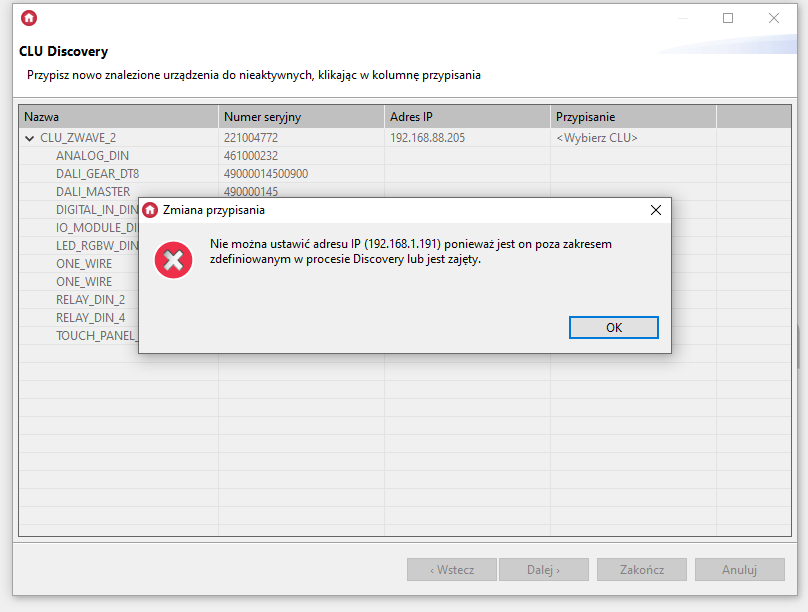 CLU Discovery
Przypisz nowo znalezione urządzenia do nieaktywnych, klikając w kolumnę przypisania
Nazwa Numer seryjny Adres IP Przypisanie
CLU_ZWAVE_2 221004772 192.168.88.205 <Wybierz CLU>
ANALOG_DIN 461000232
DALI_GEAR_DT8 49000014500900
DALI_MASTER 490000145
DIGITAL_IN_DIN
IO_MODULE_DI
LED_RGBW_DIN
ONE_WIRE
ONE_WIRE
RELAY_DIN_2
RELAY_DIN_4
TOUCH_PANEL_
Zmiana przypisania
Nie można ustawić adresu IP (192.168.1.191) ponieważ jest on poza zakresem
zdefiniowanym w procesie Discovery lub jest zajęty.
OK
‹ Wstecz Dalej › Zakończ Anuluj